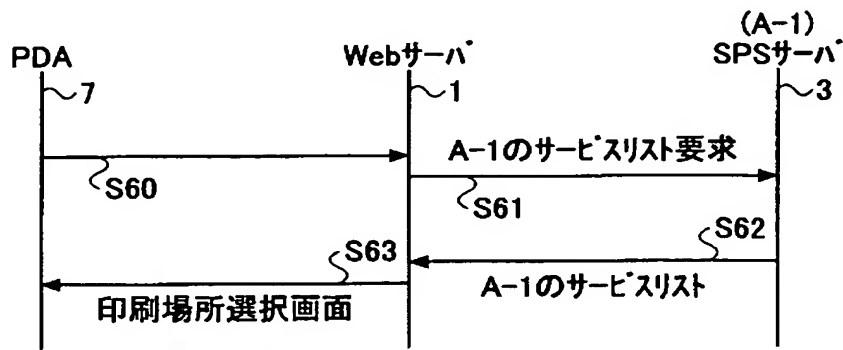 (A-1)
PDA Webサーバ SPSサーバ
7 1 3
A-1のサービスリスト要求
S60 S61
S63 S62
印刷場所選択画面 A-1のサービスリスト